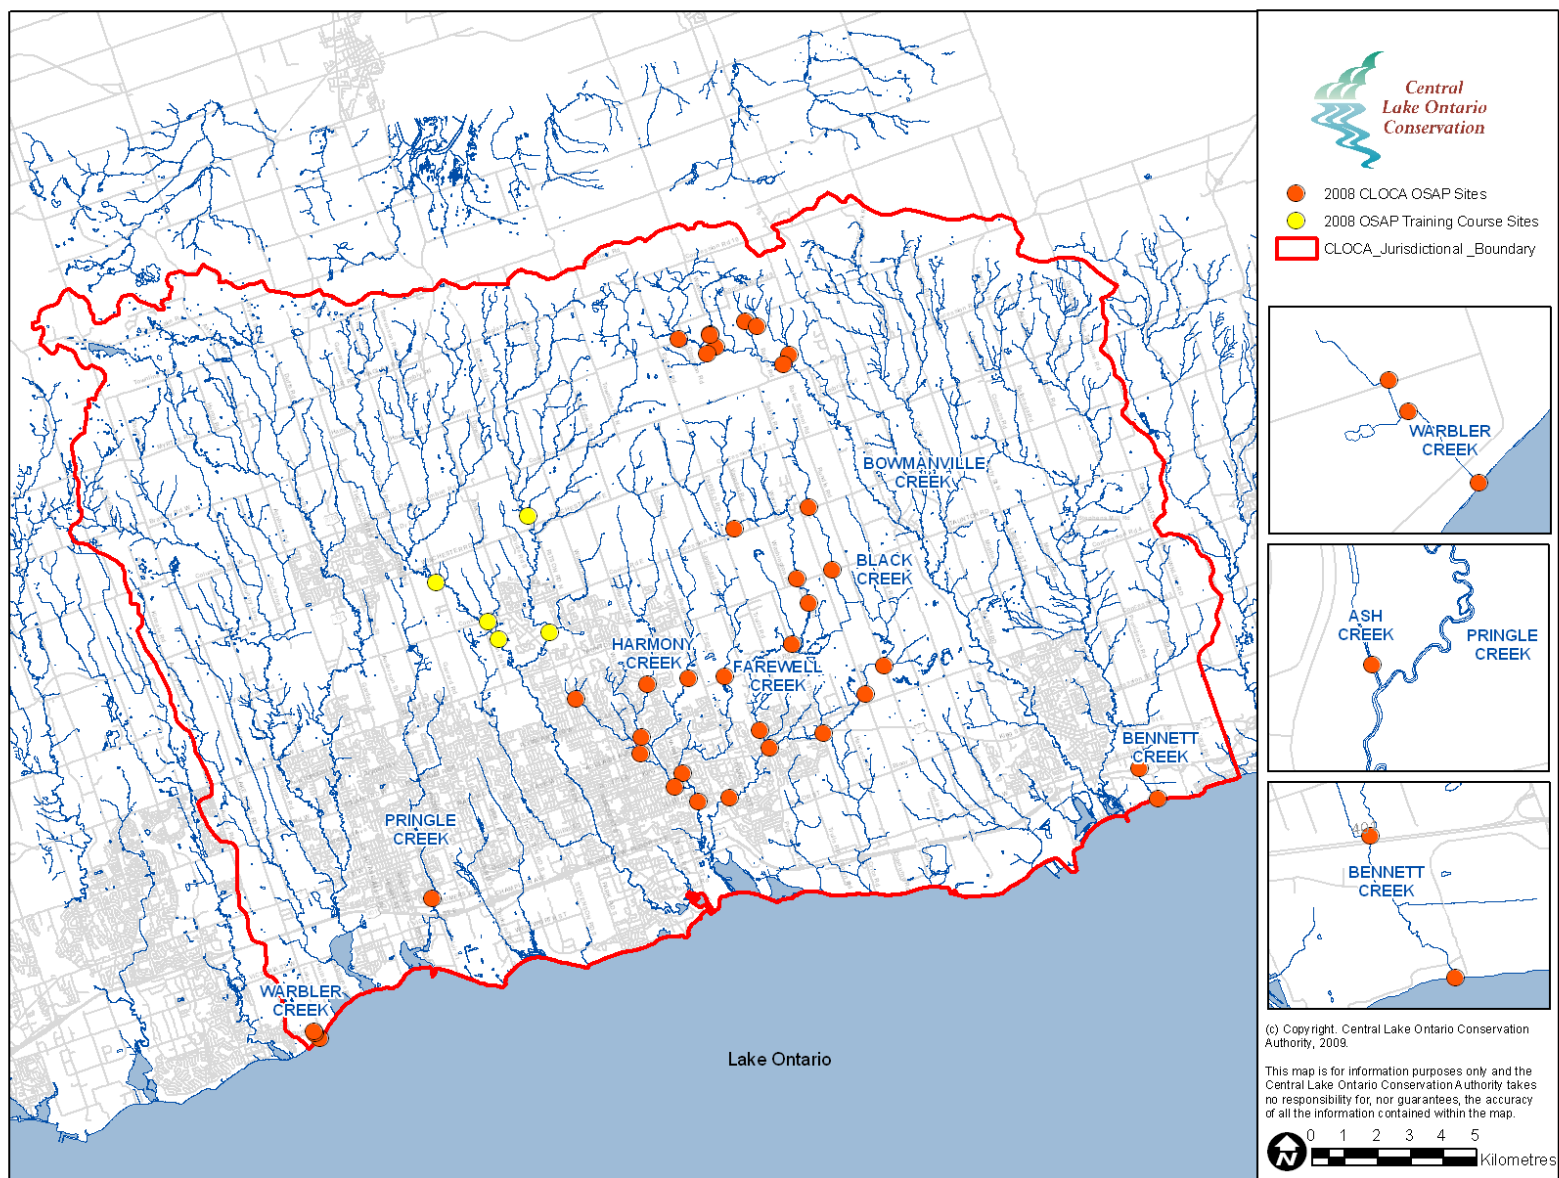 Central
Lake Ontario
Conservation
2008 CLOCA OSAP Sites
2008 OSAP Training Course Sites
CLOCA_Jurisdictional _Boundary
BOWMANVILLE
CREEK
BLACK
CREEK
HARMONY
CREEK
FAREWELL
CREEK
BENNETT
CREEK
PRINGLE
CREEK
WARBLER
CREEK
Lake Ontario
WARBLER
CREEK
ASH
CREEK
PRINGLE
CREEK
BENNETT
CREEK
(c) Copyright. Central Lake Ontario Conservation
Authority, 2009.
This map is for information purposes only and the
Central Lake Ontario Conservation Authority takes
no responsibility for, nor guarantees, the accuracy
of all the information contained within the map.
N
0 1 2 3 4 5
Kilometres